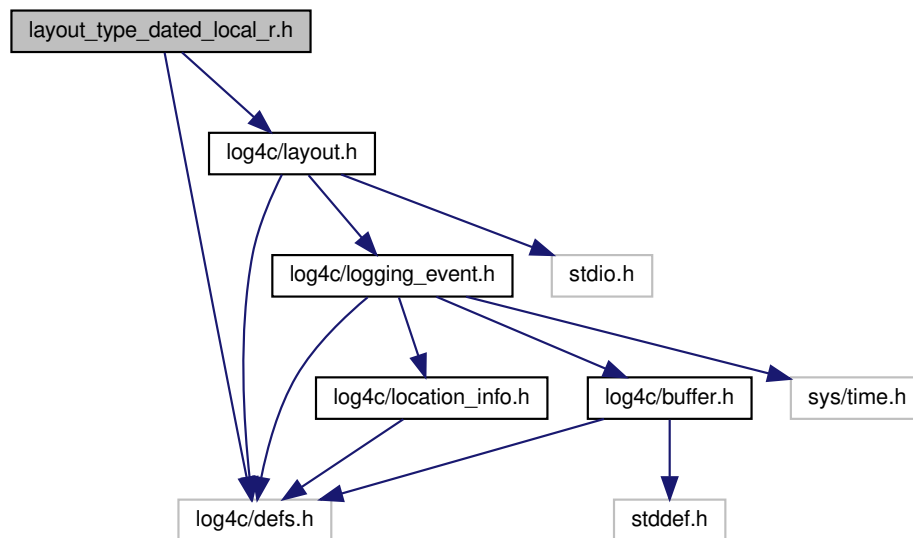 layout_type_dated_local_r.h
log4c/layout.h
log4c/logging_event.h
stdio.h
log4c/location_info.h
log4c/buffer.h
sys/time.h
log4c/defs.h
stddef.h